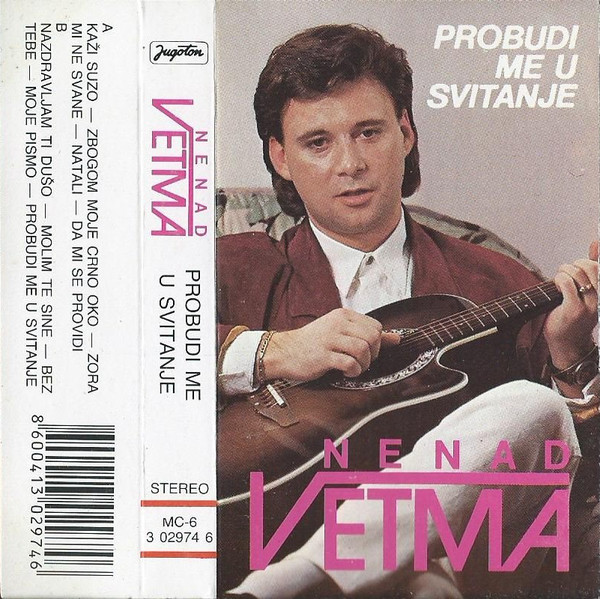 A
KAŽI SUZO — ZBOGOM MOJE CRNO OKO — ZORA
MI NE SVANE — NATALI — DA MI SE PROVIDI
B
NAZDRAVLJAM TI DUŠO — MOLIM TE SINE — BEZ
TEBE — MOJE PISMO — PROBUDI ME U SVITANJE
8 600413 029746
Jugoton
NENAD
VETMA
PROBUDI ME
U SVITANJE
STEREO
MC-6
3 02974 6
PROBUDI
ME U
SVITANJE
NENAD
VETMA